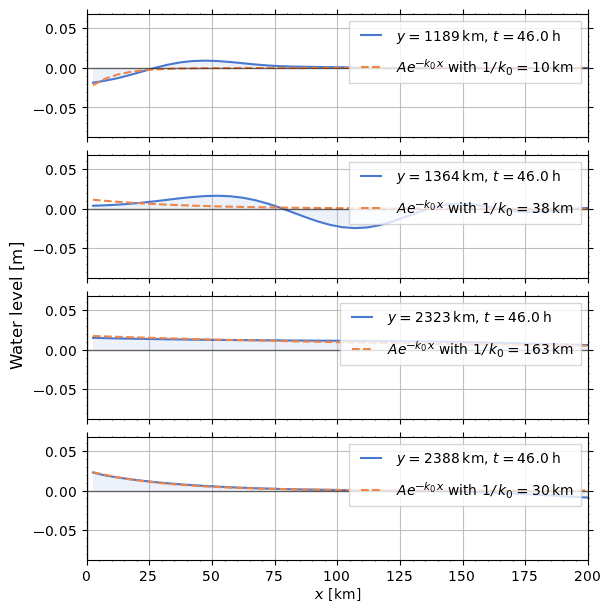 0.05
0.00
−0.05
y = 1189 km, t = 46.0 h
Ae^{−k₀x} with 1/k₀ = 10 km
0.05
0.00
−0.05
y = 1364 km, t = 46.0 h
Ae^{−k₀x} with 1/k₀ = 38 km
Water level [m]
0.05
0.00
−0.05
y = 2323 km, t = 46.0 h
Ae^{−k₀x} with 1/k₀ = 163 km
0.05
0.00
−0.05
y = 2388 km, t = 46.0 h
Ae^{−k₀x} with 1/k₀ = 30 km
0 25 50 75 100 125 150 175 200
x [km]